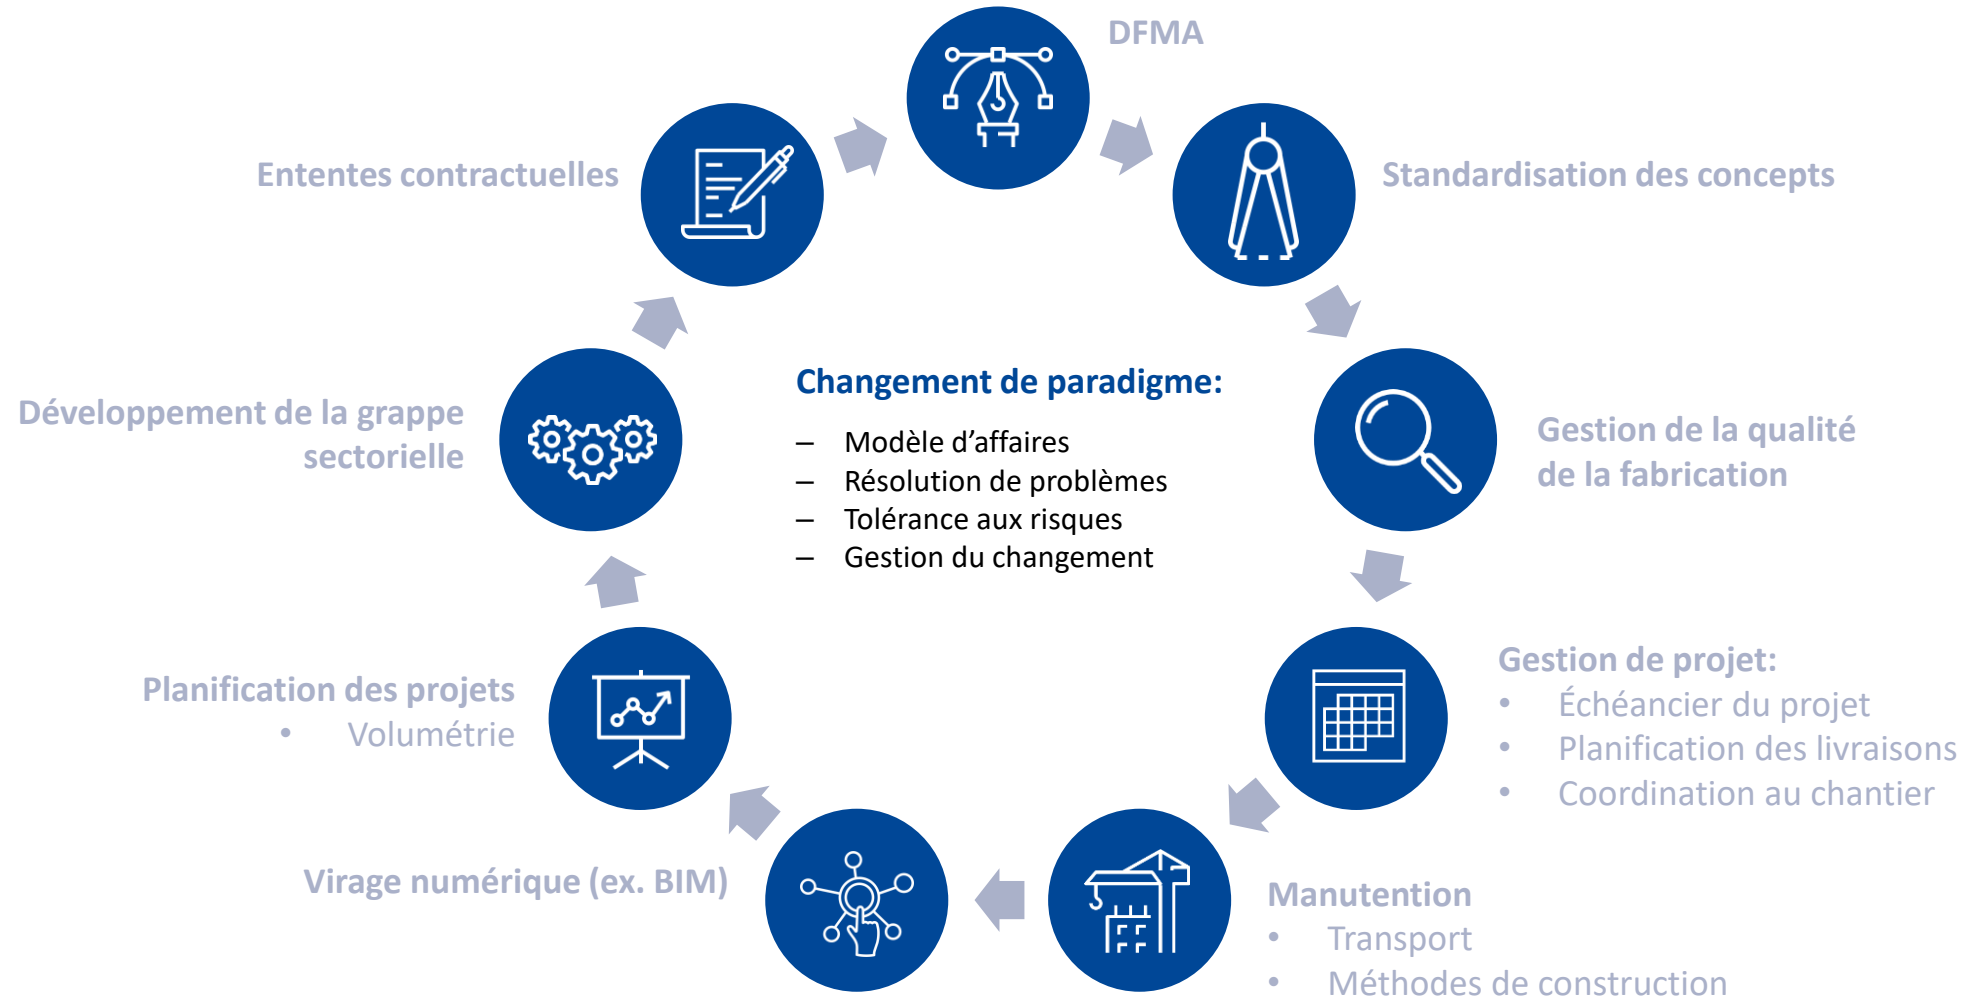 DFMA
Standardisation des concepts
Gestion de la qualité
de la fabrication
Gestion de projet:
• Échéancier du projet
• Planification des livraisons
• Coordination au chantier
Manutention
• Transport
• Méthodes de construction
Virage numérique (ex. BIM)
Planification des projets
• Volumétrie
Développement de la grappe
sectorielle
Ententes contractuelles
Changement de paradigme:
– Modèle d’affaires
– Résolution de problèmes
– Tolérance aux risques
– Gestion du changement